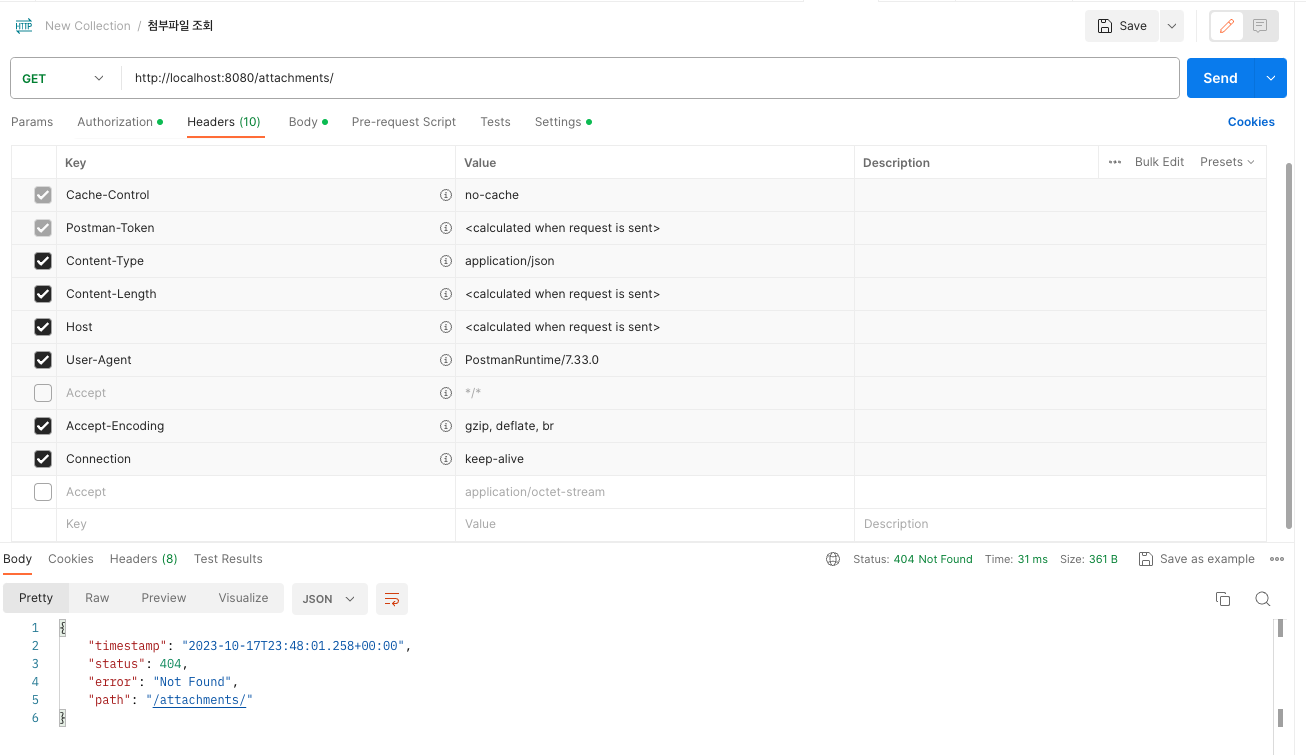 HTTP New Collection / 첨부파일 조회 Save
GET http://localhost:8080/attachments/ Send
Params Authorization Headers (10) Body Pre-request Script Tests Settings Cookies
Key Value Description Bulk Edit Presets
Cache-Control no-cache
Postman-Token <calculated when request is sent>
Content-Type application/json
Content-Length <calculated when request is sent>
Host <calculated when request is sent>
User-Agent PostmanRuntime/7.33.0
Accept */*
Accept-Encoding gzip, deflate, br
Connection keep-alive
Accept application/octet-stream
Key Value Description
Body Cookies Headers (8) Test Results Status: 404 Not Found Time: 31 ms Size: 361 B Save as example
Pretty Raw Preview Visualize JSON
1 {
2 "timestamp": "2023-10-17T23:48:01.258+00:00",
3 "status": 404,
4 "error": "Not Found",
5 "path": "/attachments/"
6 }